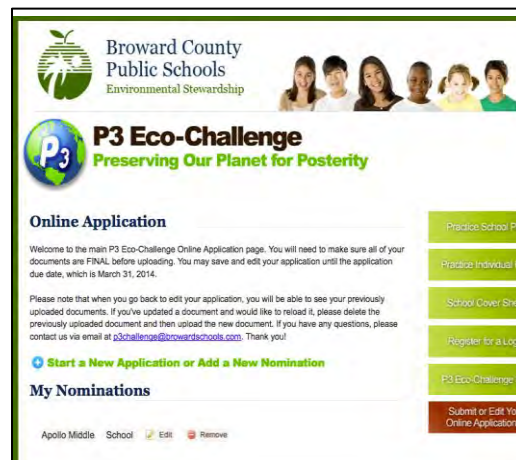 Broward County
Public Schools
Environmental Stewardship
P3
P3 Eco-Challenge
Preserving Our Planet for Posterity
Online Application
Welcome to the main P3 Eco-Challenge Online Application page. You will need to make sure all of your
documents are FINAL before uploading. You may save and edit your application until the application
due date, which is March 31, 2014.
Please note that when you go back to edit your application, you will be able to see your previously
uploaded documents. If you've updated a document and would like to reload it, please delete the
previously uploaded document and then upload the new document. If you have any questions, please
contact us via email at p3challenge@browardschools.com. Thank you!
Start a New Application or Add a New Nomination
My Nominations
Apollo Middle School Edit Remove
Practice School
Practice Individual
School Cover
Register for a
P3 Eco-Challenge
Submit or Edit
Online Application